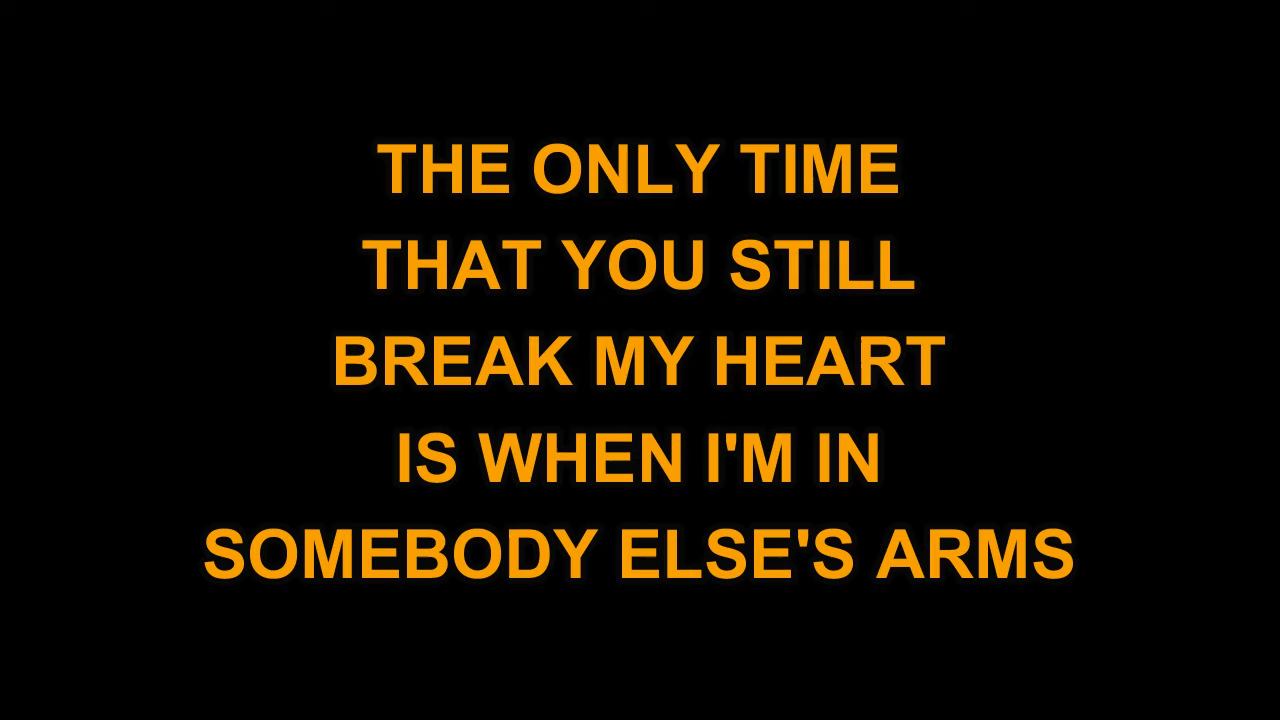 THE ONLY TIME
THAT YOU STILL
BREAK MY HEART
IS WHEN I'M IN
SOMEBODY ELSE'S ARMS